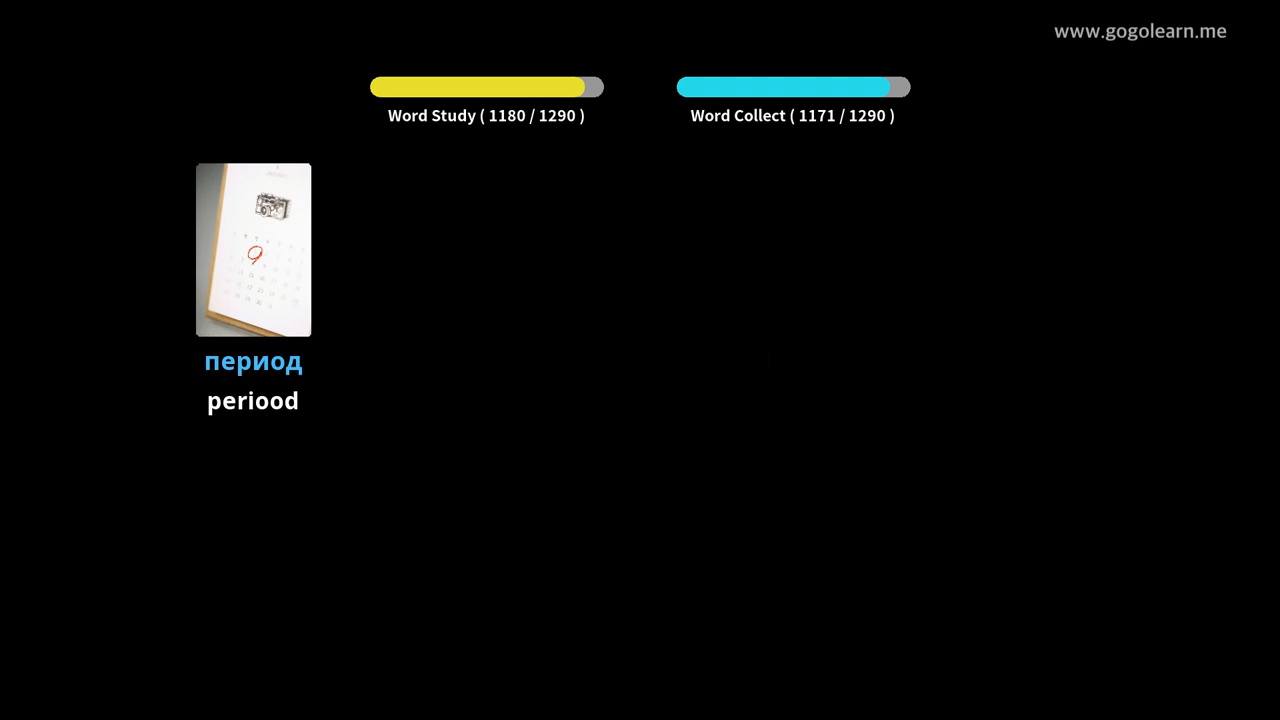 www.gogolearn.me
Word Study ( 1180 / 1290 )
Word Collect ( 1171 / 1290 )
период
periood